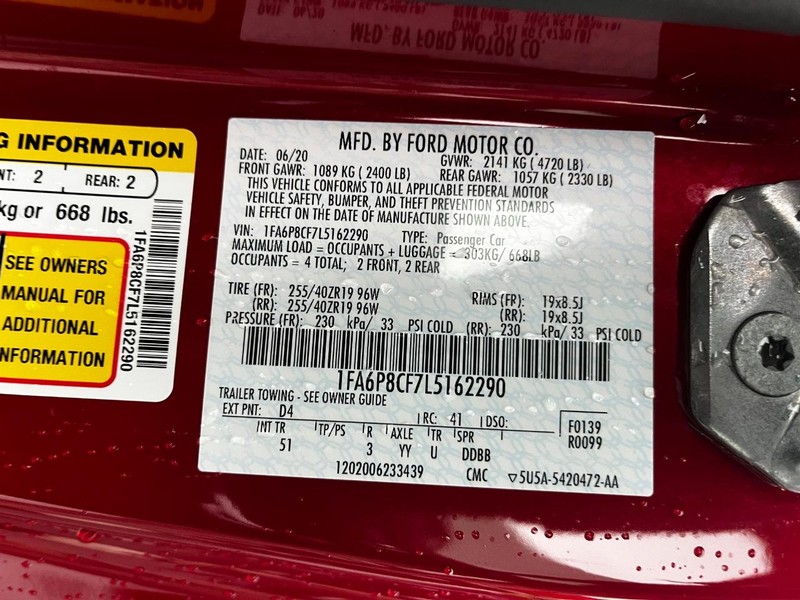 G INFORMATION
NT: 2 REAR: 2
kg or 668 lbs.
SEE OWNERS
MANUAL FOR
ADDITIONAL
INFORMATION
1FA6P8CF7L5162290
MFD. BY FORD MOTOR CO.
DATE: 06/20 GVWR: 2141 KG ( 4720 LB)
FRONT GAWR: 1089 KG ( 2400 LB) REAR GAWR: 1057 KG ( 2330 LB)
THIS VEHICLE CONFORMS TO ALL APPLICABLE FEDERAL MOTOR
VEHICLE SAFETY, BUMPER, AND THEFT PREVENTION STANDARDS
IN EFFECT ON THE DATE OF MANUFACTURE SHOWN ABOVE.
VIN: 1FA6P8CF7L5162290 TYPE: Passenger Car
MAXIMUM LOAD = OCCUPANTS + LUGGAGE = 303KG/ 668LB
OCCUPANTS = 4 TOTAL; 2 FRONT, 2 REAR
TIRE (FR): 255/40ZR19 96W RIMS (FR): 19x8.5J
(RR): 255/40ZR19 96W (RR): 19x8.5J
PRESSURE (FR): 230 kPa/ 33 PSI COLD (RR): 230 kPa/ 33 PSI COLD
1FA6P8CF7L5162290
TRAILER TOWING - SEE OWNER GUIDE
EXT PNT: D4 RC: 41 DSO: F0139
INT TR TP/PS R AXLE TR SPR R0099
51 3 YY U DDBB
1202006233439 CMC 5U5A-5420472-AA